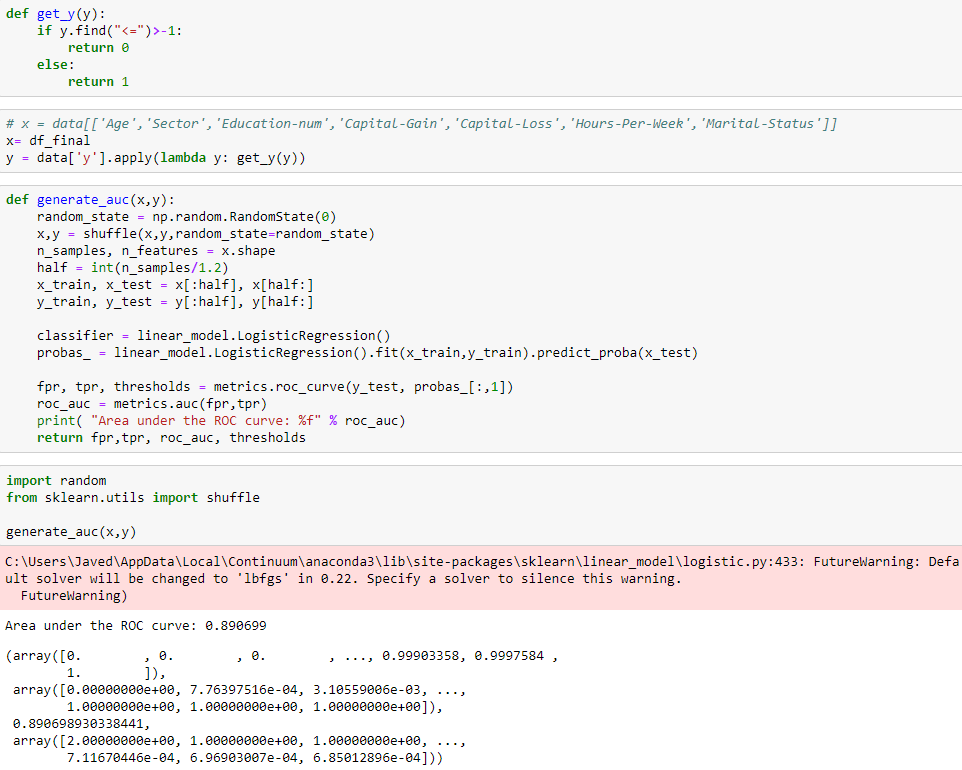 def get_y(y):
    if y.find("<=")>-1:
        return 0
    else:
        return 1
# x = data[['Age','Sector','Education-num','Capital-Gain','Capital-Loss','Hours-Per-Week','Marital-Status']]
x= df_final
y = data['y'].apply(lambda y: get_y(y))
def generate_auc(x,y):
    random_state = np.random.RandomState(0)
    x,y = shuffle(x,y,random_state=random_state)
    n_samples, n_features = x.shape
    half = int(n_samples/1.2)
    x_train, x_test = x[:half], x[half:]
    y_train, y_test = y[:half], y[half:]
    classifier = linear_model.LogisticRegression()
    probas_ = linear_model.LogisticRegression().fit(x_train,y_train).predict_proba(x_test)
    fpr, tpr, thresholds = metrics.roc_curve(y_test, probas_[:,1])
    roc_auc = metrics.auc(fpr,tpr)
    print( "Area under the ROC curve: %f" % roc_auc)
    return fpr,tpr, roc_auc, thresholds
import random
from sklearn.utils import shuffle
generate_auc(x,y)
C:\Users\Javed\AppData\Local\Continuum\anaconda3\lib\site-packages\sklearn\linear_model\logistic.py:433: FutureWarning: Defa
ult solver will be changed to 'lbfgs' in 0.22. Specify a solver to silence this warning.
  FutureWarning)
Area under the ROC curve: 0.890699
(array([0.        , 0.        , 0.        , ..., 0.99903358, 0.9997584 ,
        1.        ]),
 array([0.00000000e+00, 7.76397516e-04, 3.10559006e-03, ...,
        1.00000000e+00, 1.00000000e+00, 1.00000000e+00]),
 0.890698930338441,
 array([2.00000000e+00, 1.00000000e+00, 1.00000000e+00, ...,
        7.11670446e-04, 6.96903007e-04, 6.85012896e-04]))